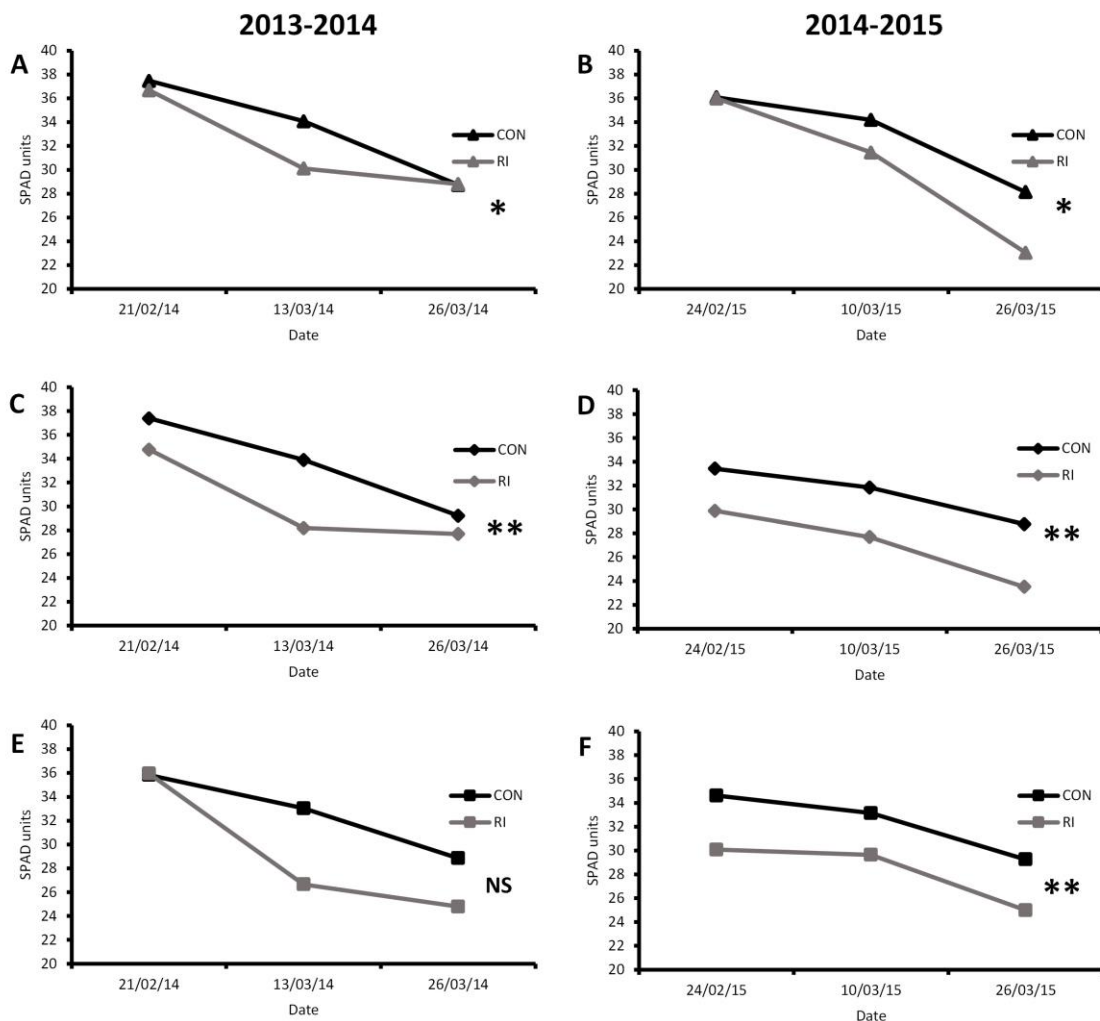 2013-2014
2014-2015
A
SPAD units
40
38
36
34
32
30
28
26
24
22
20
CON
RI
*
21/02/14
13/03/14
26/03/14
Date
B
SPAD units
40
38
36
34
32
30
28
26
24
22
20
CON
RI
*
24/02/15
10/03/15
26/03/15
Date
C
SPAD units
40
38
36
34
32
30
28
26
24
22
20
CON
RI
**
21/02/14
13/03/14
26/03/14
Date
D
SPAD units
40
38
36
34
32
30
28
26
24
22
20
CON
RI
**
24/02/15
10/03/15
26/03/15
Date
E
SPAD units
40
38
36
34
32
30
28
26
24
22
20
CON
RI
NS
21/02/14
13/03/14
26/03/14
Date
F
SPAD units
40
38
36
34
32
30
28
26
24
22
20
CON
RI
**
24/02/15
10/03/15
26/03/15
Date